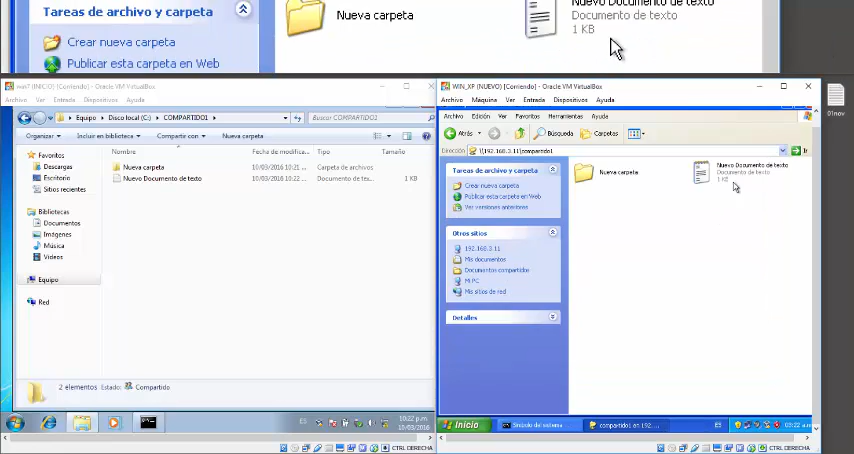 Tareas de archivo y carpeta
Crear nueva carpeta
Publicar esta carpeta en Web
Nueva carpeta
Nuevo Documento de texto
Documento de texto
1 KB
01nov
win7 (INICIO) [Corriendo] - Oracle VM VirtualBox
Archivo Ver Entrada Dispositivos Ayuda
Equipo Disco local (C:) COMPARTIDO1
Buscar COMPARTIDO1
Organizar Incluir en biblioteca Compartir con Nueva carpeta
Favoritos
Descargas
Escritorio
Sitios recientes
Bibliotecas
Documentos
Imágenes
Música
Vídeos
Equipo
Red
Nombre Fecha de modifica... Tipo Tamaño
Nueva carpeta 10/03/2016 10:21 ... Carpeta de archivos
Nuevo Documento de texto 10/03/2016 10:22 ... Documento de tex... 1 KB
2 elementos Estado: Compartido
ES
10:22 p.m.
10/03/2016
CTRL DERECHA
WIN_XP (NUEVO) [Corriendo] - Oracle VM VirtualBox
Archivo Máquina Ver Entrada Dispositivos Ayuda
Archivo Edición Ver Favoritos Herramientas Ayuda
Atrás Búsqueda Carpetas
Dirección \\192.168.3.11\compartido1 Ir
Tareas de archivo y carpeta
Crear nueva carpeta
Publicar esta carpeta en Web
Ver versiones anteriores
Otros sitios
192.168.3.11
Mis documentos
Documentos compartidos
Mi PC
Mis sitios de red
Detalles
Nueva carpeta
Nuevo Documento de texto
Documento de texto
1 KB
Inicio
Símbolo del sistema
compartido1 en 192....
ES
03:22 a.m.
CTRL DERECHA